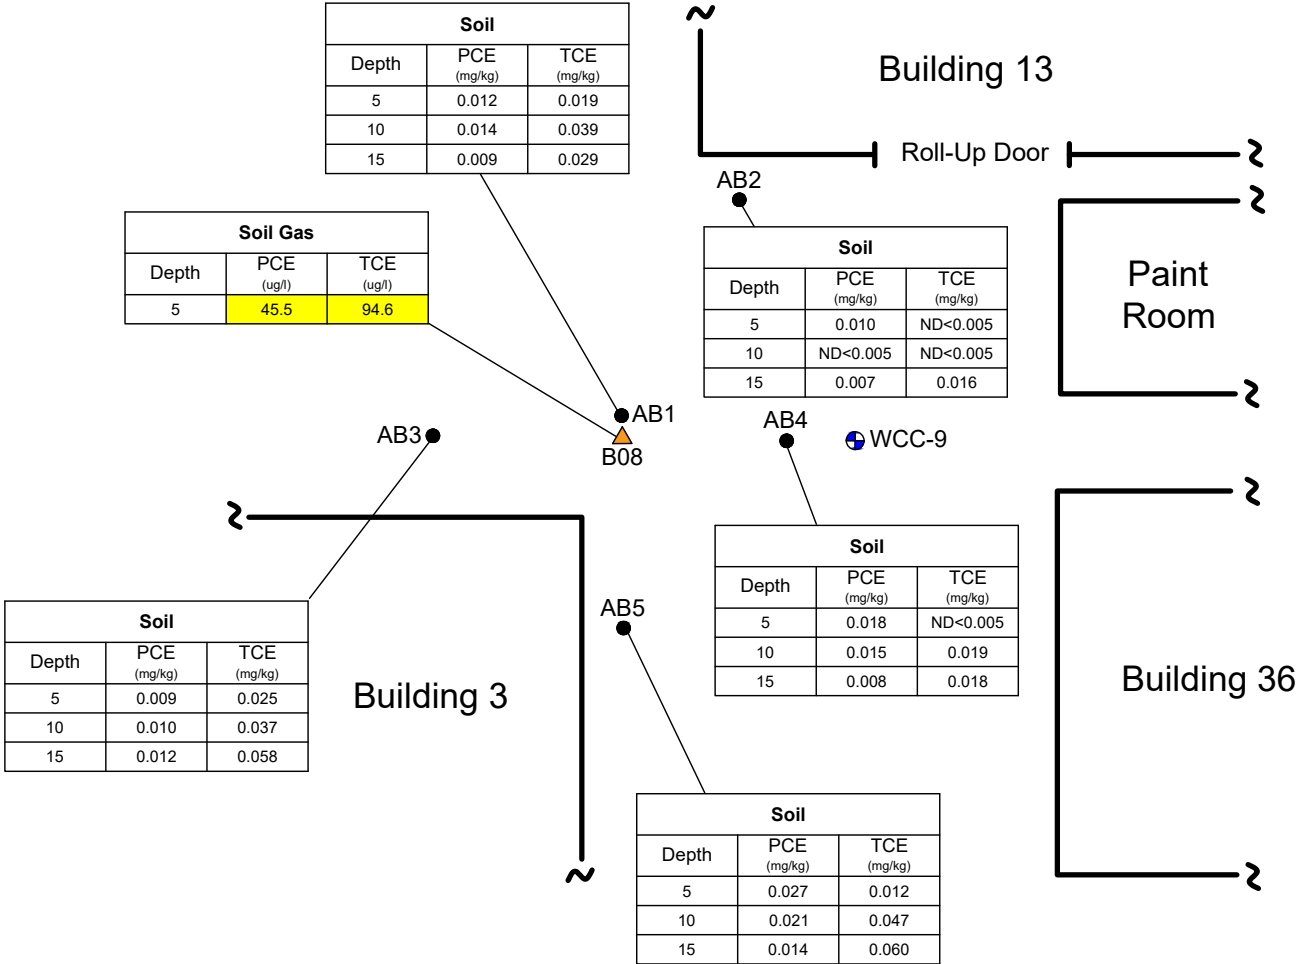 Soil
Depth PCE (mg/kg) TCE (mg/kg)
5 0.012 0.019
10 0.014 0.039
15 0.009 0.029
Building 13
Roll-Up Door
AB2
Soil Gas
Depth PCE (ug/l) TCE (ug/l)
5 45.5 94.6
Soil
Depth PCE (mg/kg) TCE (mg/kg)
5 0.010 ND<0.005
10 ND<0.005 ND<0.005
15 0.007 0.016
Paint
Room
AB1
B08
AB3
AB4
WCC-9
Soil
Depth PCE (mg/kg) TCE (mg/kg)
5 0.018 ND<0.005
10 0.015 0.019
15 0.008 0.018
AB5
Soil
Depth PCE (mg/kg) TCE (mg/kg)
5 0.009 0.025
10 0.010 0.037
15 0.012 0.058
Building 3
Building 36
Soil
Depth PCE (mg/kg) TCE (mg/kg)
5 0.027 0.012
10 0.021 0.047
15 0.014 0.060